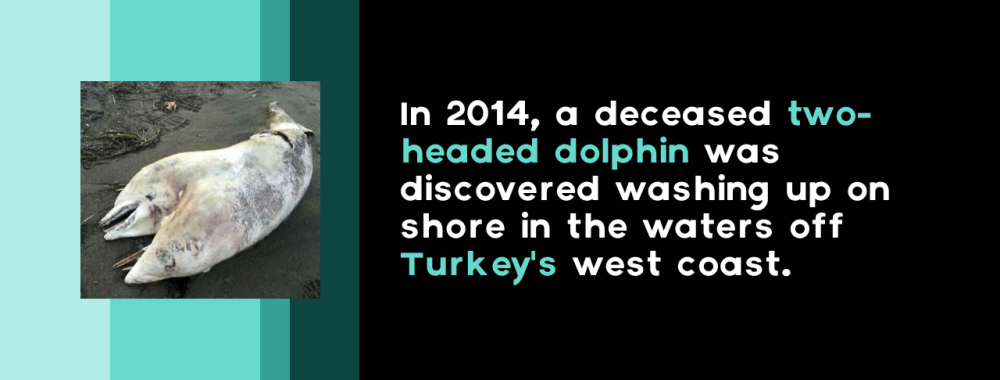 In 2014, a deceased two-
headed dolphin was
discovered washing up on
shore in the waters off
Turkey's west coast.